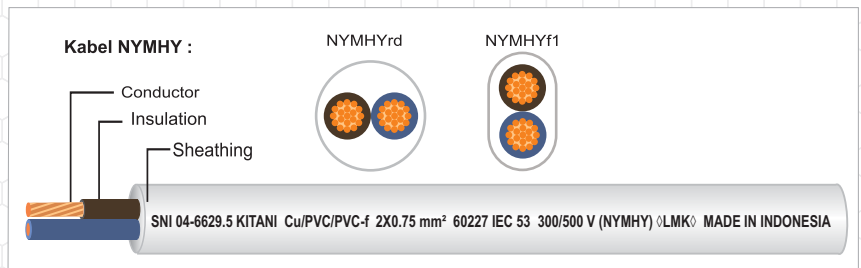 Kabel NYMHY :
NYMHYrd
NYMHYf1
Conductor
Insulation
Sheathing
SNI 04-6629.5 KITANI Cu/PVC/PVC-f 2X0.75 mm² 60227 IEC 53 300/500 V (NYMHY) ◊LMK◊ MADE IN INDONESIA